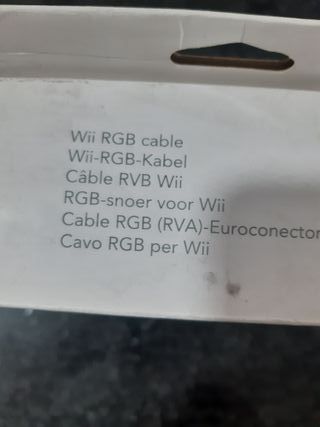 Wii RGB cable
Wii-RGB-Kabel
Câble RVB Wii
RGB-snoer voor Wii
Cable RGB (RVA)-Euroconector
Cavo RGB per Wii